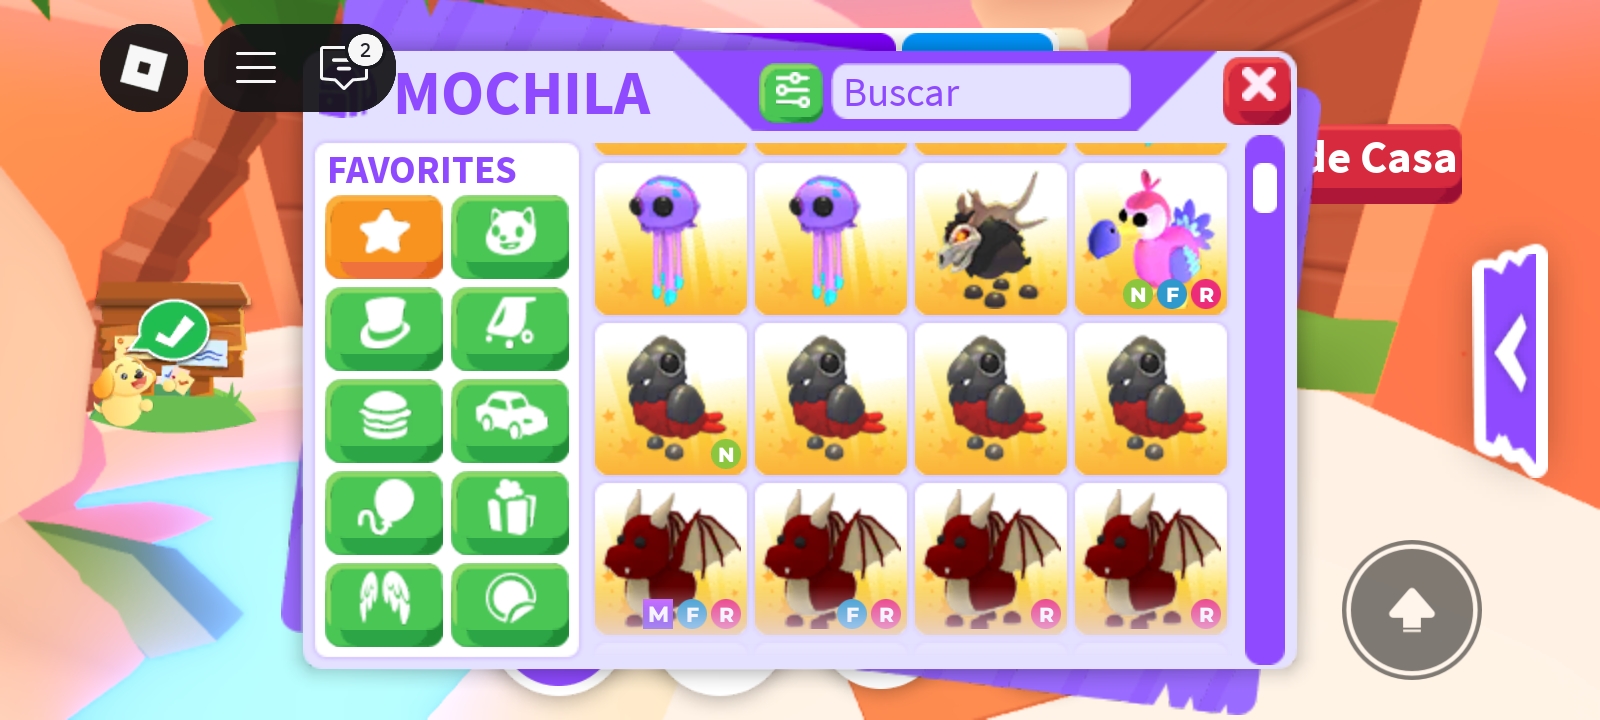 2
MOCHILA
Buscar
FAVORITES
de Casa
N F R
N
M F R
F R
R
R